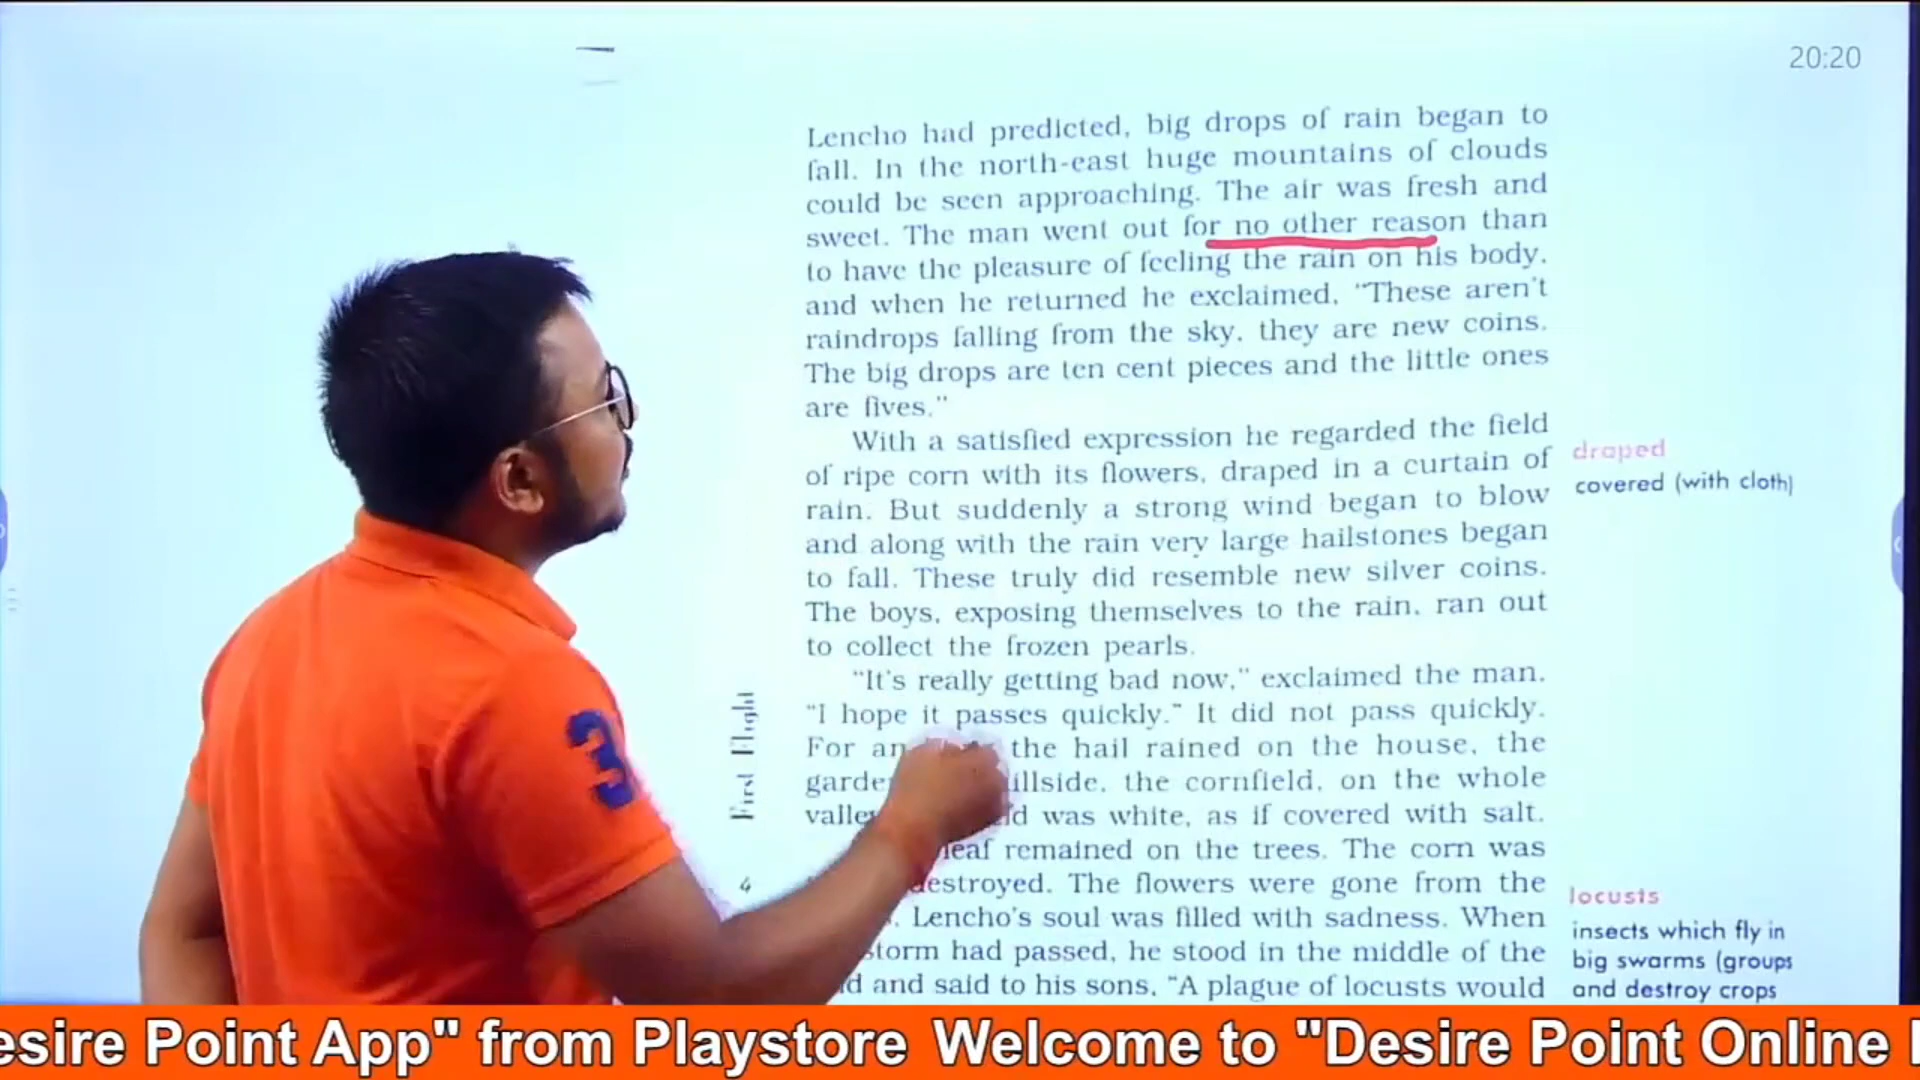 20:20
Lencho had predicted, big drops of rain began to
fall. In the north-east huge mountains of clouds
could be seen approaching. The air was fresh and
sweet. The man went out for no other reason than
to have the pleasure of feeling the rain on his body,
and when he returned he exclaimed, “These aren’t
raindrops falling from the sky, they are new coins.
The big drops are ten cent pieces and the little ones
are fives.”
With a satisfied expression he regarded the field
of ripe corn with its flowers, draped in a curtain of
rain. But suddenly a strong wind began to blow
and along with the rain very large hailstones began
to fall. These truly did resemble new silver coins.
The boys, exposing themselves to the rain, ran out
to collect the frozen pearls.
“It’s really getting bad now,” exclaimed the man.
“I hope it passes quickly.” It did not pass quickly.
For an the hail rained on the house, the
garde illside, the cornfield, on the whole
valley ld was white, as if covered with salt.
leaf remained on the trees. The corn was
destroyed. The flowers were gone from the
. Lencho’s soul was filled with sadness. When
storm had passed, he stood in the middle of the
d and said to his sons, “A plague of locusts would
draped
covered (with cloth)
locusts
insects which fly in
big swarms (groups
and destroy crops
First Flight
4
3
esire Point App" from Playstore Welcome to "Desire Point Online